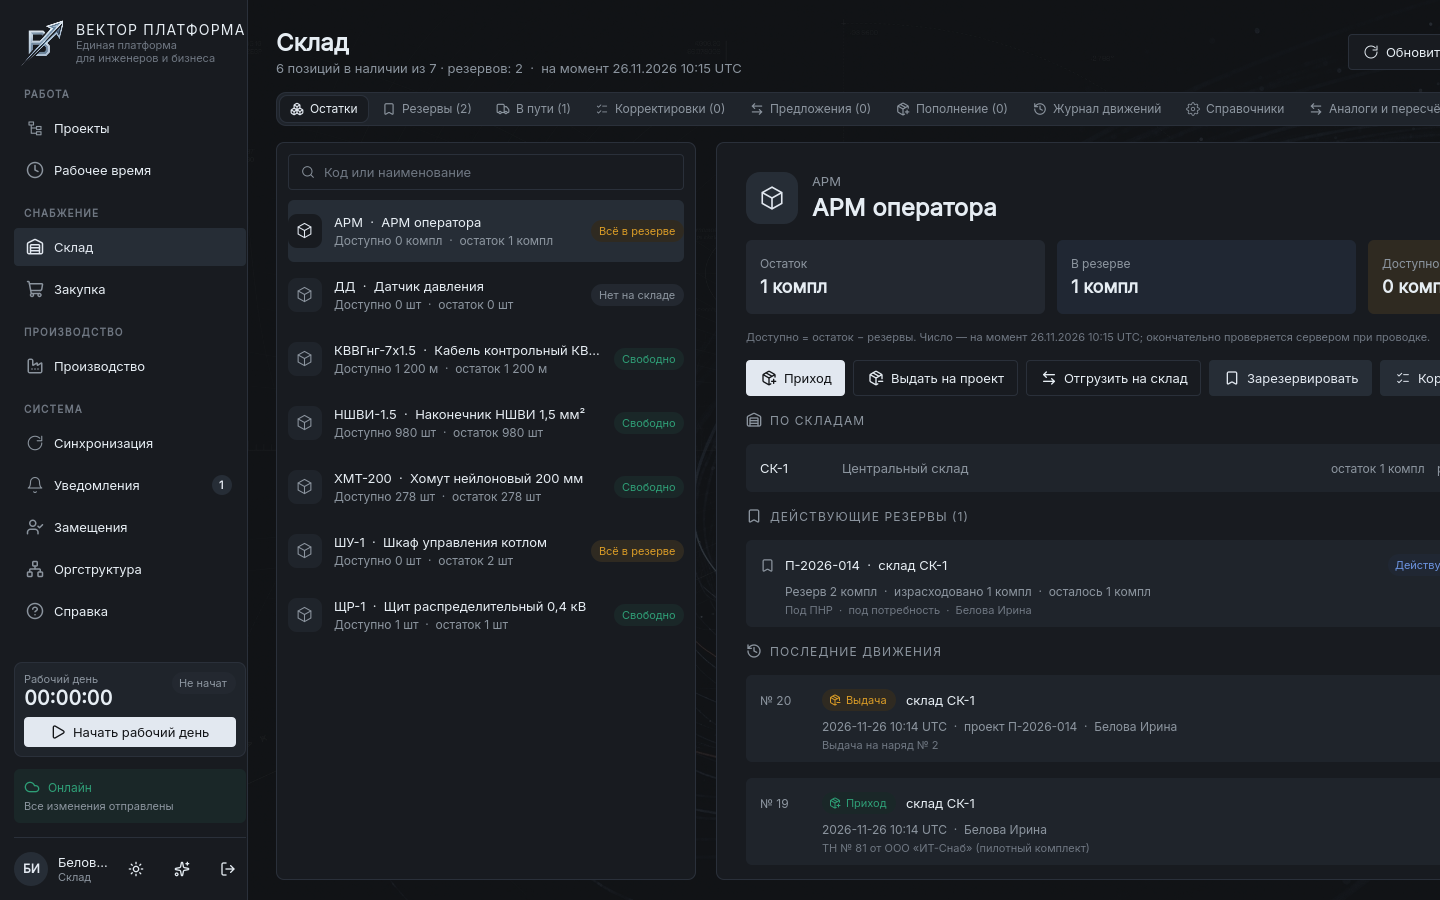 ВЕКТОР ПЛАТФОРМА
Единая платформа
для инженеров и бизнеса
РАБОТА
Проекты
Рабочее время
СНАБЖЕНИЕ
Склад
Закупка
ПРОИЗВОДСТВО
Производство
СИСТЕМА
Синхронизация
Уведомления 1
Замещения
Оргструктура
Справка
Рабочий день Не начат
00:00:00
Начать рабочий день
Онлайн
Все изменения отправлены
БИ Белов...
Склад
Склад
6 позиций в наличии из 7 · резервов: 2 · на момент 26.11.2026 10:15 UTC
Обновит
Остатки Резервы (2) В пути (1) Корректировки (0) Предложения (0) Пополнение (0) Журнал движений Справочники Аналоги и пересчё
Код или наименование
АРМ · АРМ оператора
Доступно 0 компл · остаток 1 компл
Всё в резерве
ДД · Датчик давления
Доступно 0 шт · остаток 0 шт
Нет на складе
КВВГнг-7х1.5 · Кабель контрольный КВ...
Доступно 1 200 м · остаток 1 200 м
Свободно
НШВИ-1.5 · Наконечник НШВИ 1,5 мм²
Доступно 980 шт · остаток 980 шт
Свободно
ХМТ-200 · Хомут нейлоновый 200 мм
Доступно 278 шт · остаток 278 шт
Свободно
ШУ-1 · Шкаф управления котлом
Доступно 0 шт · остаток 2 шт
Всё в резерве
ЩР-1 · Щит распределительный 0,4 кВ
Доступно 1 шт · остаток 1 шт
Свободно
АРМ
АРМ оператора
Остаток
1 компл
В резерве
1 компл
Доступно
0 комп
Доступно = остаток − резервы. Число — на момент 26.11.2026 10:15 UTC; окончательно проверяется сервером при проводке.
Приход Выдать на проект Отгрузить на склад Зарезервировать Кор
ПО СКЛАДАМ
СК-1 Центральный склад остаток 1 компл р
ДЕЙСТВУЮЩИЕ РЕЗЕРВЫ (1)
П-2026-014 · склад СК-1 Действу
Резерв 2 компл · израсходовано 1 компл · осталось 1 компл
Под ПНР · под потребность · Белова Ирина
ПОСЛЕДНИЕ ДВИЖЕНИЯ
№ 20 Выдача склад СК-1
2026-11-26 10:14 UTC · проект П-2026-014 · Белова Ирина
Выдача на наряд № 2
№ 19 Приход склад СК-1
2026-11-26 10:14 UTC · Белова Ирина
ТН № 81 от ООО «ИТ-Снаб» (пилотный комплект)